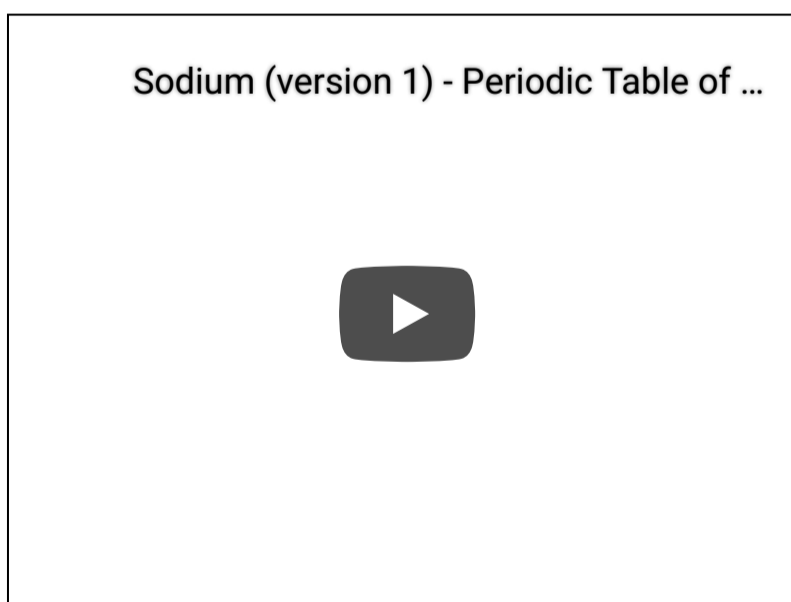 Sodium (version 1) - Periodic Table of ...